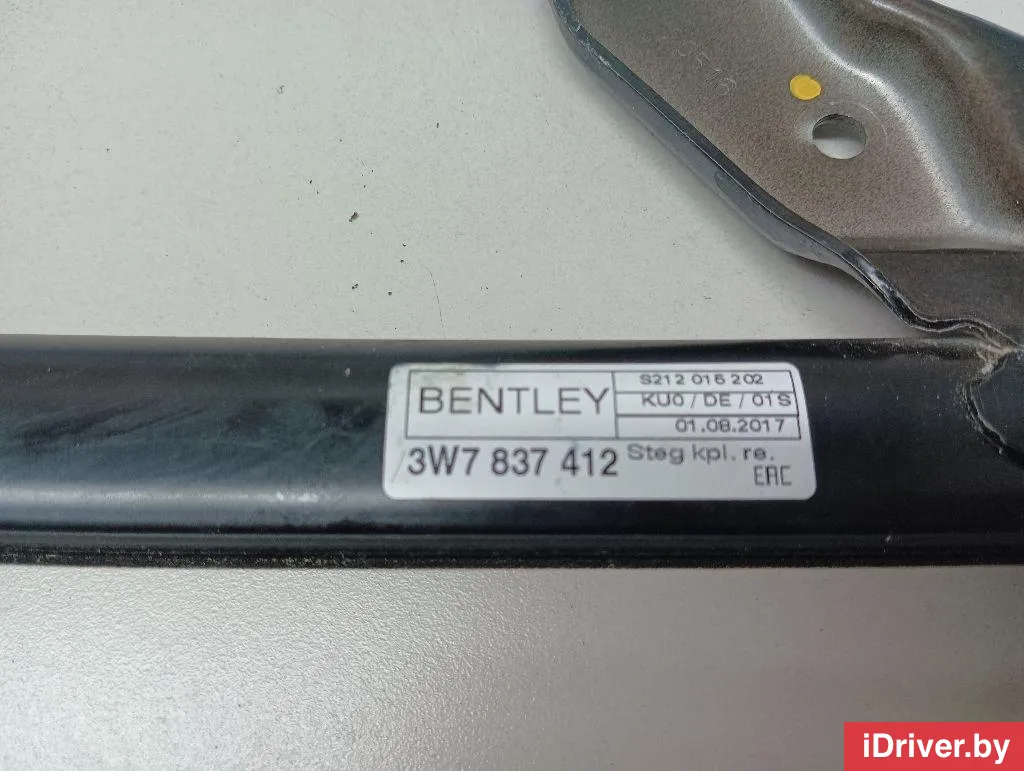 BENTLEY
S212 015 202
KU0 / DE / 01S
01.08.2017
3W7 837 412
Steg kpl. re.
EAC
iDriver.by